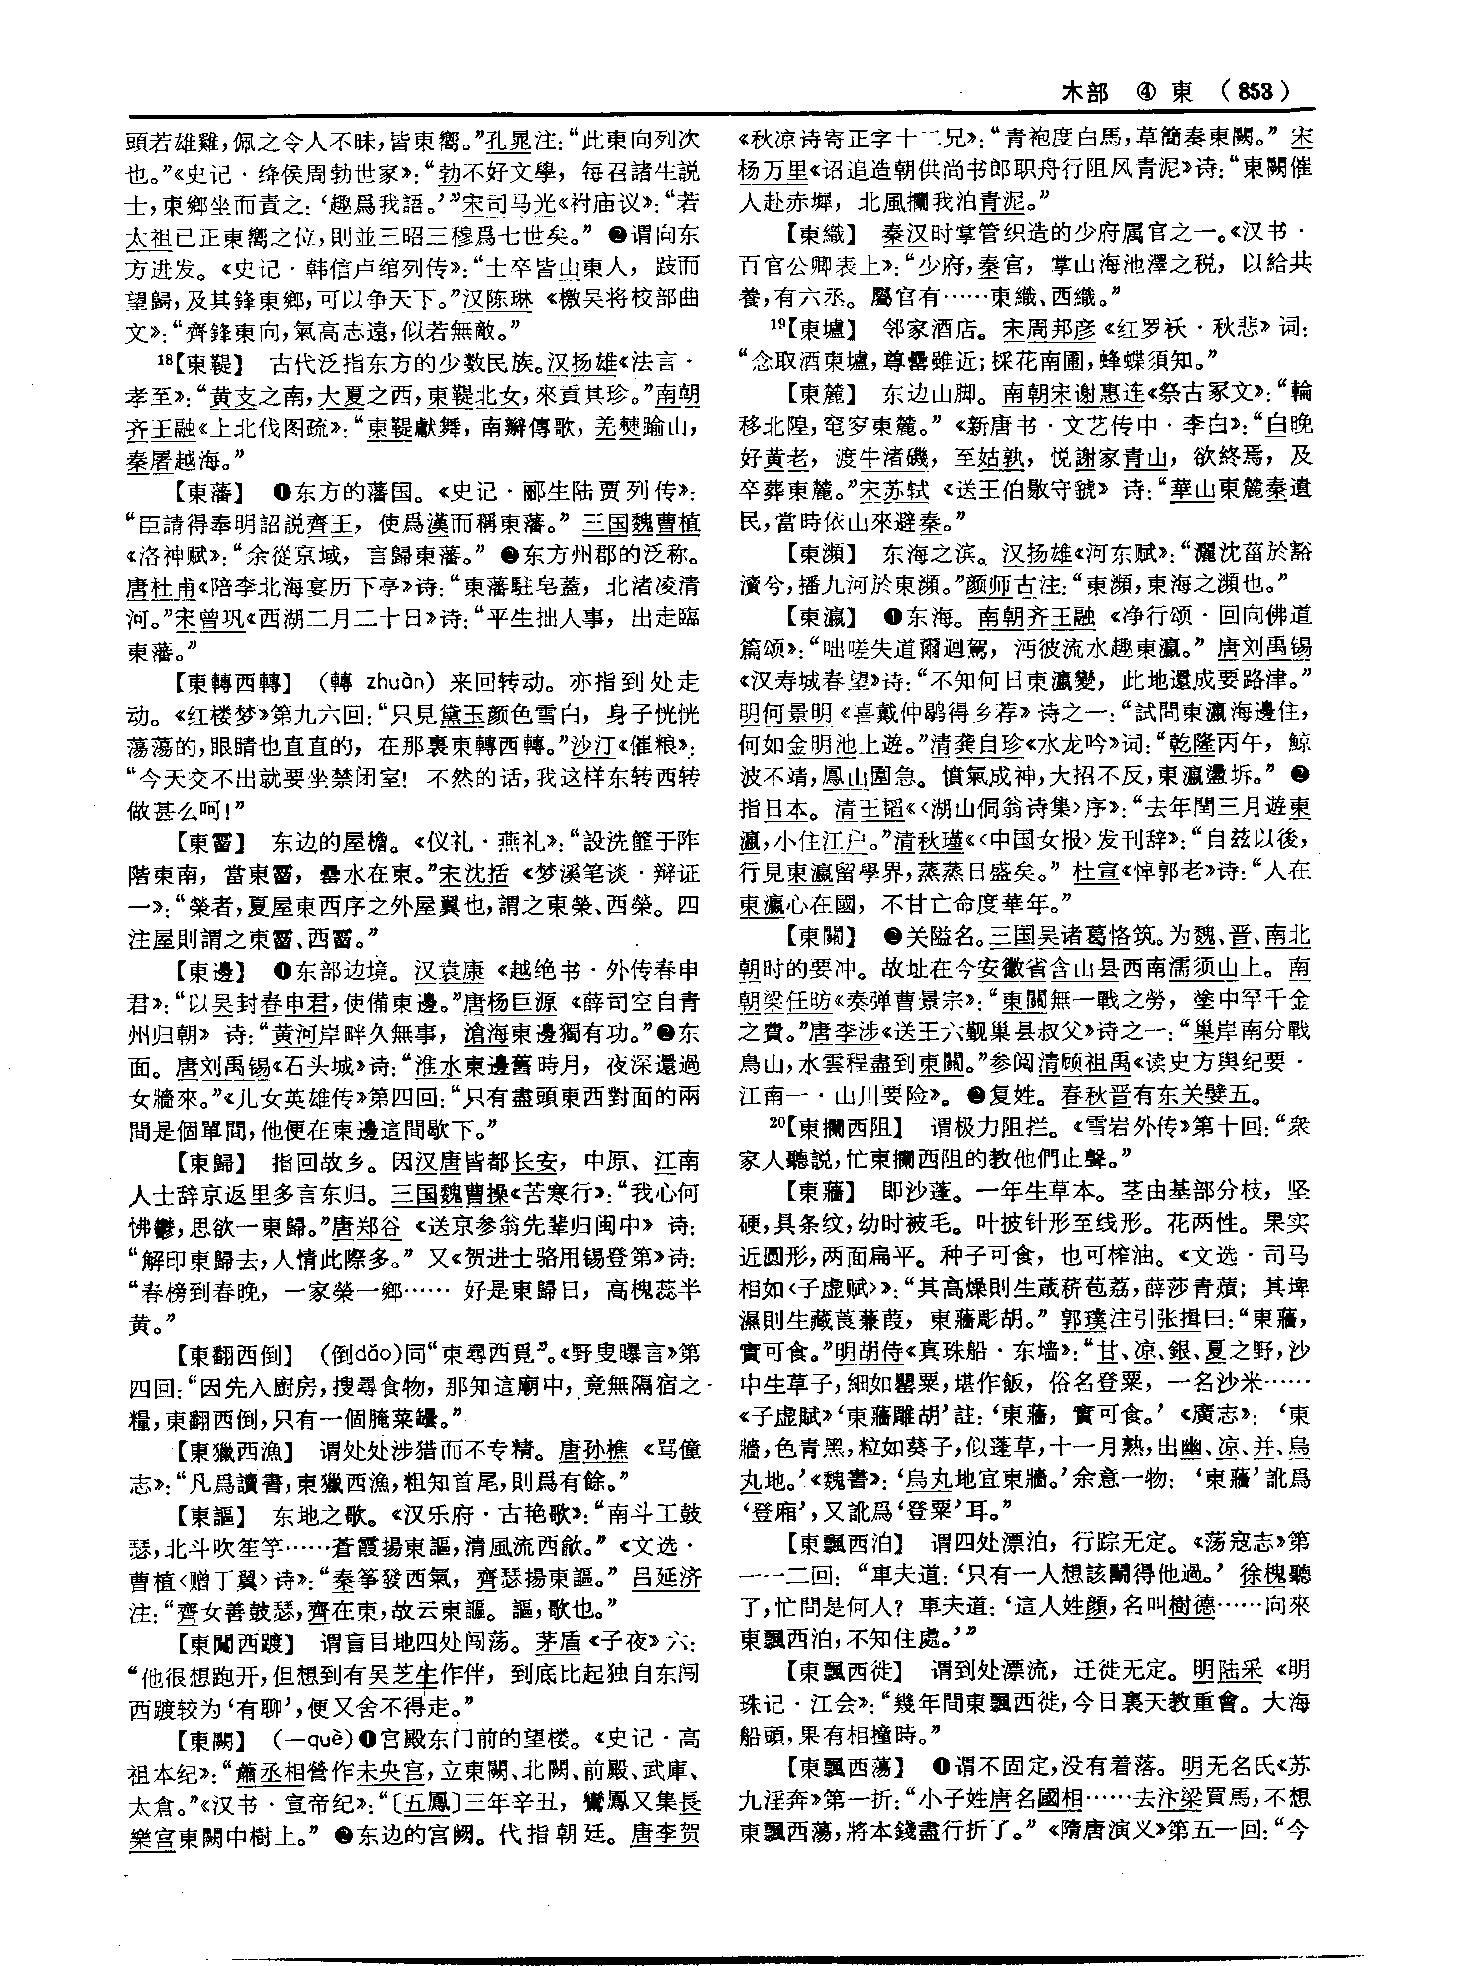 木部 ④ 東 (853)
頭若雄雞,佩之令人不昧,皆東嚮。”孔晁注:“此東向列次
也。”《史记·绛侯周勃世家》:“勃不好文學, 每召諸生説
士,東鄉坐而責之:‘趣爲我語。’”宋司马光《祔庙议》:“若
太祖已正東嚮之位,則並三昭三穆爲七世矣。” ❷谓向东
方进发。《史记·韩信卢绾列传》:“士卒皆山東人, 跂而
望歸,及其鋒東鄉,可以争天下。”汉陈琳《檄吴将校部曲
文》:“齊鋒東向,氣高志遠,似若無敵。”
¹⁸【東鞮】 古代泛指东方的少数民族。汉扬雄《法言·
孝至》:“黄支之南,大夏之西,東鞮北女,來貢其珍。”南朝
齐王融《上北伐图疏》:“東鞮獻舞, 南辮傳歌, 羌僰踰山,
秦屠越海。”
【東藩】 ❶东方的藩国。《史记·郦生陆贾列传》:
“臣請得奉明詔説齊王, 使爲漢而稱東藩。” 三国魏曹植
《洛神赋》:“余從京域, 言歸東藩。” ❷东方州郡的泛称。
唐杜甫《陪李北海宴历下亭》诗:“東藩駐皂蓋, 北渚凌清
河。”宋曾巩《西湖二月二十日》诗:“平生拙人事, 出走臨
東藩。”
【東轉西轉】 (轉 zhuàn) 来回转动。亦指到处走
动。《红楼梦》第九六回:“只見黛玉颜色雪白, 身子恍恍
蕩蕩的,眼睛也直直的, 在那裏東轉西轉。”沙汀《催粮》:
“今天交不出就要坐禁闭室! 不然的话,我这样东转西转
做甚么呵!”
【東霤】 东边的屋檐。《仪礼·燕礼》:“設洗篚于阼
階東南, 當東霤, 罍水在東。”宋沈括《梦溪笔谈·辩证
一》:“榮者,夏屋東西序之外屋翼也,謂之東榮、西榮。四
注屋則謂之東霤、西霤。”
【東邊】 ❶东部边境。 汉袁康《越绝书·外传春申
君》:“以吴封春申君,使備東邊。”唐杨巨源《薛司空自青
州归朝》 诗:“黄河岸畔久無事, 滄海東邊獨有功。”❷东
面。 唐刘禹锡《石头城》诗:“淮水東邊舊時月, 夜深還過
女牆來。”《儿女英雄传》第四回:“只有盡頭東西對面的兩
間是個單間,他便在東邊這間歇下。”
【東歸】 指回故乡。因汉唐皆都长安, 中原、江南
人士辞京返里多言东归。 三国魏曹操《苦寒行》:“我心何
怫鬱,思欲一東歸。”唐郑谷《送京参翁先辈归闽中》 诗:
“解印東歸去,人情此際多。” 又《贺进士骆用锡登第》诗:
“春榜到春晚, 一家榮一鄉…… 好是東歸日, 高槐蕊半
黄。”
【東翻西倒】 (倒dǎo)同“東尋西覓”。《野叟曝言》第
四回:“因先入廚房,搜尋食物, 那知這廟中, 竟無隔宿之
糧,東翻西倒,只有一個腌菜罎。”
【東獵西漁】 谓处处涉猎而不专精。唐孙樵《骂僮
志》:“凡爲讀書,東獵西漁,粗知首尾,則爲有餘。”
【東謳】 东地之歌。《汉乐府·古艳歌》:“南斗工鼓
瑟,北斗吹笙竽……蒼霞揚東謳,清風流西歈。” 《文选·
曹植〈赠丁翼〉诗》:“秦筝發西氣, 齊瑟揚東謳。” 吕延济
注:“齊女善鼓瑟,齊在東,故云東謳。 謳,歌也。”
【東闖西踱】 谓盲目地四处闯荡。茅盾《子夜》六:
“他很想跑开,但想到有吴芝生作伴, 到底比起独自东闯
西踱较为‘有聊’,便又舍不得走。”
【東闕】 (—què)❶宫殿东门前的望楼。《史记·高
祖本纪》:“蕭丞相營作未央宫,立東闕、北闕、前殿、武庫、
太倉。”《汉书·宣帝纪》:“〔五鳳〕三年辛丑, 鸞鳳又集長
樂宫東闕中樹上。” ❷东边的宫阙。代指朝廷。唐李贺
《秋凉诗寄正字十二兄》:“青袍度白馬,草簡奏東闕。” 宋
杨万里《诏追造朝供尚书郎职舟行阻风青泥》诗:“東闕催
人赴赤墀, 北風攔我泊青泥。”
【東織】 秦汉时掌管织造的少府属官之一。《汉书·
百官公卿表上》:“少府,秦官, 掌山海池澤之税, 以給共
養,有六丞。屬官有……東織、西織。”
¹⁹【東壚】 邻家酒店。 宋周邦彦《红罗袄·秋悲》词:
“念取酒東壚,尊罍雖近;採花南圃,蜂蝶須知。”
【東麓】 东边山脚。 南朝宋谢惠连《祭古冢文》:“輪
移北隍,窀穸東麓。” 《新唐书·文艺传中·李白》:“白晚
好黄老, 渡牛渚磯, 至姑孰, 悦謝家青山, 欲終焉, 及
卒葬東麓。”宋苏轼《送王伯敭守虢》 诗:“華山東麓秦遺
民,當時依山來避秦。”
【東瀕】 东海之滨。 汉扬雄《河东赋》:“灑沈菑於豁
瀆兮,播九河於東瀕。”颜师古注:“東瀕,東海之瀕也。”
【東瀛】 ❶东海。 南朝齐王融《净行颂·回向佛道
篇颂》:“咄嗟失道爾迴駕, 沔彼流水趣東瀛。” 唐刘禹锡
《汉寿城春望》诗:“不知何日東瀛變, 此地還成要路津。”
明何景明《喜戴仲鹖得乡荐》诗之一:“試問東瀛海邊住,
何如金明池上遊。”清龚自珍《水龙吟》词:“乾隆丙午, 鲸
波不靖,鳳山圍急。 憤氣成神,大招不反,東瀛盪坼。” ❷
指日本。 清王韬《〈湖山侗翁诗集〉序》:“去年閏三月遊東
瀛,小住江户。”清秋瑾《〈中国女报〉发刊辞》:“自兹以後,
行見東瀛留學界,蒸蒸日盛矣。” 杜宣《悼郭老》诗:“人在
東瀛心在國, 不甘亡命度華年。”
【東關】 ❷关隘名。三国吴诸葛恪筑。为魏、晋、南北
朝时的要冲。故址在今安徽省含山县西南濡须山上。 南
朝梁任昉《奏弹曹景宗》:“東關無一戰之勞, 塗中罕千金
之費。”唐李涉《送王六觐巢县叔父》诗之一:“巢岸南分戰
鳥山,水雲程盡到東關。”参阅清顾祖禹《读史方舆纪要·
江南一·山川要险》。 ❷复姓。 春秋晋有东关嬖五。
²⁰【東攔西阻】 谓极力阻拦。《雪岩外传》第十回:“衆
家人聽説,忙東攔西阻的教他們止聲。”
【東蘠】 即沙蓬。一年生草本。茎由基部分枝, 坚
硬,具条纹,幼时被毛。叶披针形至线形。花两性。果实
近圆形,两面扁平。种子可食, 也可榨油。《文选·司马
相如〈子虚赋〉》:“其高燥則生葴菥苞荔,薛莎青薠; 其埤
濕則生藏莨蒹葭, 東蘠彫胡。” 郭璞注引张揖曰:“東蘠,
實可食。”明胡侍《真珠船·东墙》:“甘、凉、銀、夏之野,沙
中生草子,細如罌粟,堪作飯, 俗名登粟, 一名沙米……
《子虚賦》‘東蘠雕胡’註:‘東蘠, 實可食。’ 《廣志》: ‘東
牆,色青黑,粒如葵子,似蓬草,十一月熟,出幽、凉、并、烏
丸地。’《魏書》:‘烏丸地宜東牆。’余意一物: ‘東蘠’訛爲
‘登廂’,又訛爲‘登粟’耳。”
【東飄西泊】 谓四处漂泊, 行踪无定。《荡寇志》第
一一二回: “車夫道:‘只有一人想該鬭得他過。’ 徐槐聽
了,忙問是何人? 車夫道:‘這人姓顔,名叫樹德……向來
東飄西泊,不知住處。’”
【東飄西徙】 谓到处漂流, 迁徙无定。 明陆采《明
珠记·江会》:“幾年間東飄西徙,今日裏天教重會。大海
船頭,果有相撞時。”
【東飄西蕩】 ❶谓不固定,没有着落。明无名氏《苏
九淫奔》第一折:“小子姓唐名國相……去汴梁買馬,不想
東飄西蕩,將本錢盡行折了。” 《隋唐演义》第五一回:“今